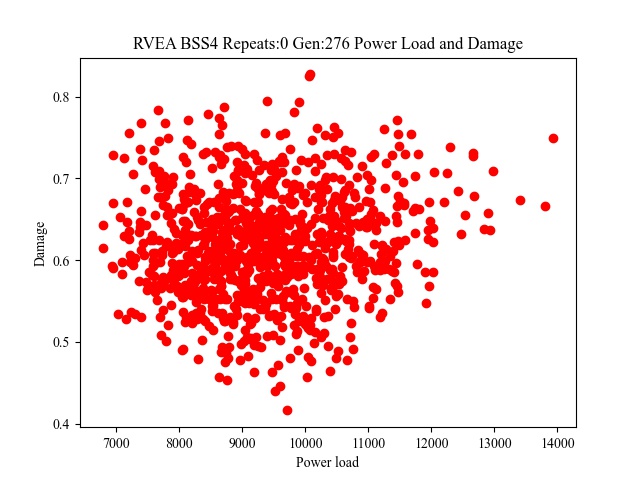 RVEA BSS4 Repeats:0 Gen:276 Power Load and Damage
0.8
0.7
0.6
0.5
0.4
Damage
7000 8000 9000 10000 11000 12000 13000 14000
Power load